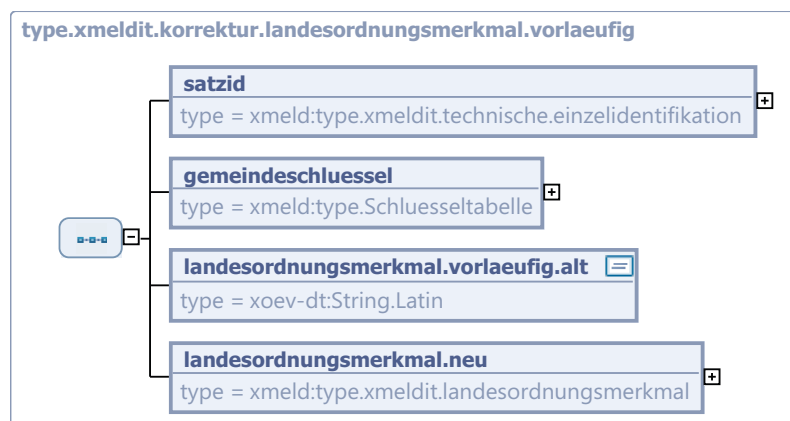 type.xmeldit.korrektur.landesordnungsmerkmal.vorlaeufig
satzid
type = xmeld:type.xmeldit.technische.einzelidentifikation
gemeindeschluessel
type = xmeld:type.Schluesseltabelle
landesordnungsmerkmal.vorlaeufig.alt
type = xoev-dt:String.Latin
landesordnungsmerkmal.neu
type = xmeld:type.xmeldit.landesordnungsmerkmal